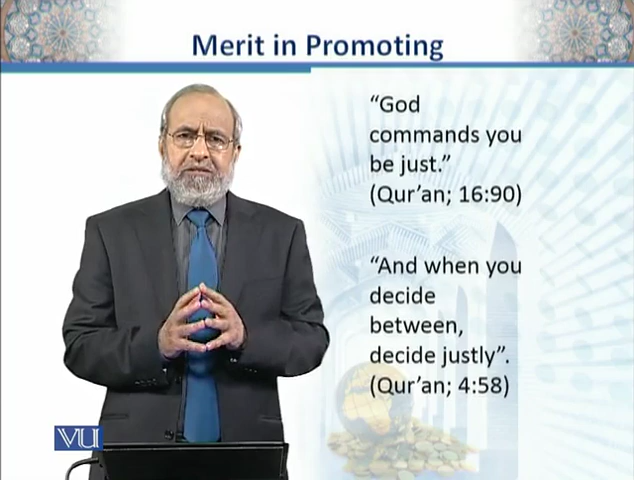 Merit in Promoting
“God
commands you
be just.”
(Qur’an; 16:90)
“And when you
decide
between,
decide justly”.
(Qur’an; 4:58)
VU